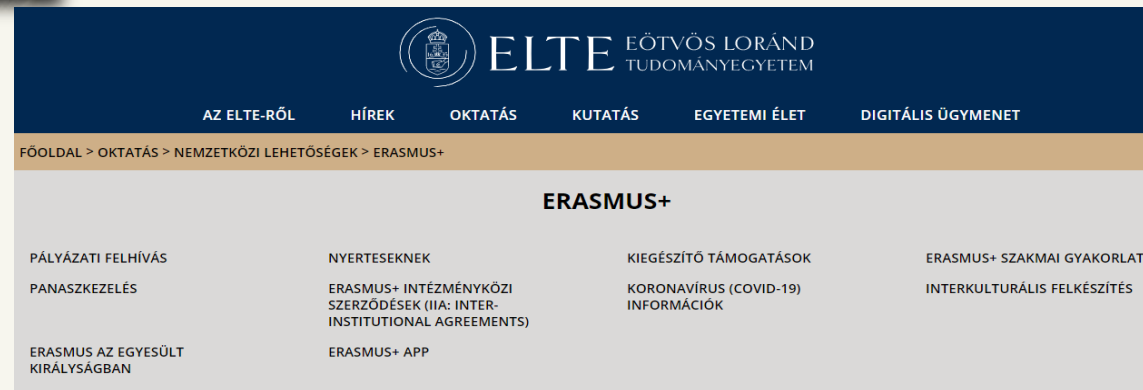 ELTE EÖTVÖS LORÁND
TUDOMÁNYEGYETEM
AZ ELTE-RŐL HÍREK OKTATÁS KUTATÁS EGYETEMI ÉLET DIGITÁLIS ÜGYMENET
FŐOLDAL > OKTATÁS > NEMZETKÖZI LEHETŐSÉGEK > ERASMUS+
ERASMUS+
PÁLYÁZATI FELHÍVÁS
NYERTESEKNEK
KIEGÉSZÍTŐ TÁMOGATÁSOK
ERASMUS+ SZAKMAI GYAKORLAT
PANASZKEZELÉS
ERASMUS+ INTÉZMÉNYKÖZI
SZERZŐDÉSEK (IIA: INTER-
INSTITUTIONAL AGREEMENTS)
KORONAVÍRUS (COVID-19)
INFORMÁCIÓK
INTERKULTURÁLIS FELKÉSZÍTÉS
ERASMUS AZ EGYESÜLT
KIRÁLYSÁGBAN
ERASMUS+ APP